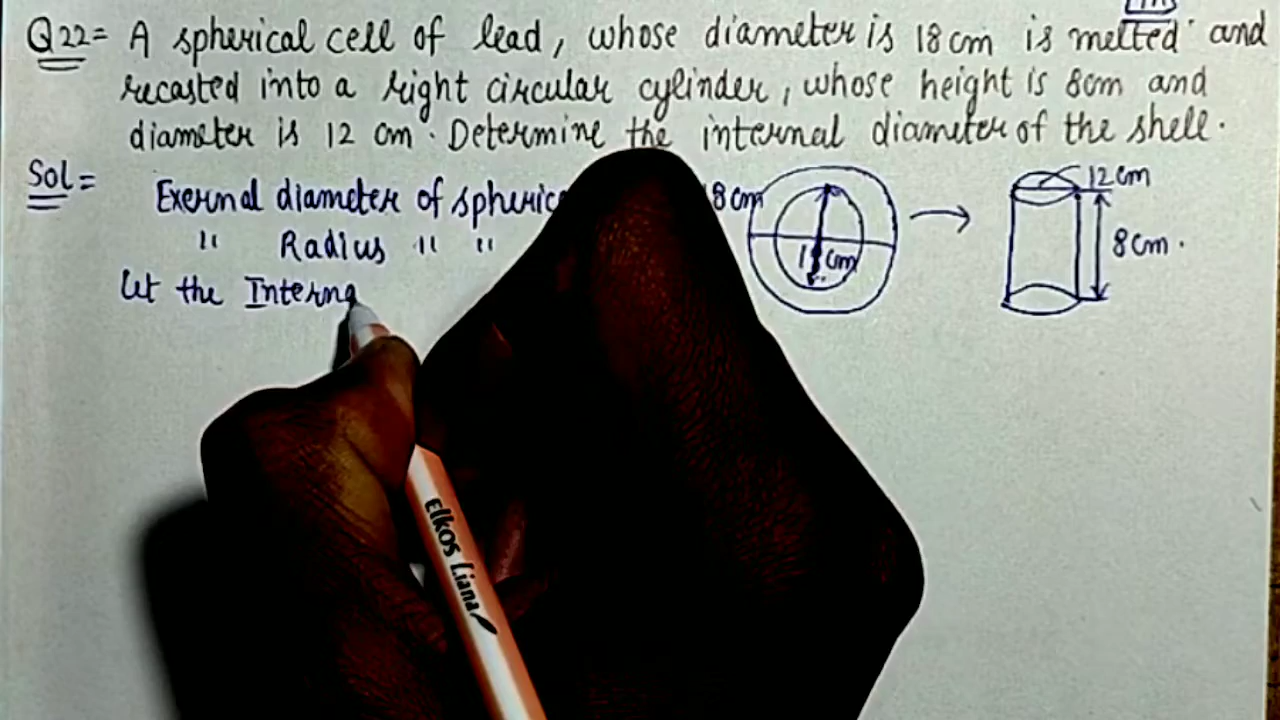 Q22= A spherical cell of lead, whose diameter is 18cm is melted and
recasted into a right circular cylinder, whose height is 8cm and
diameter is 12 cm. Determine the internal diameter of the shell.
Sol=
Exernal diameter of spheric 18cm
" Radius " "
let the Interna
cm
12cm
8cm.
Elkos Liana